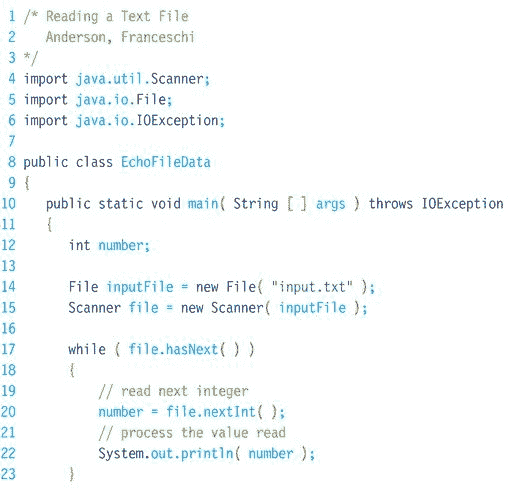 1 /* Reading a Text File
2    Anderson, Franceschi
3 */
4 import java.util.Scanner;
5 import java.io.File;
6 import java.io.IOException;
7
8 public class EchoFileData
9 {
10    public static void main( String [ ] args ) throws IOException
11    {
12       int number;
13
14       File inputFile = new File( "input.txt" );
15       Scanner file = new Scanner( inputFile );
16
17       while ( file.hasNext( ) )
18       {
19           // read next integer
20           number = file.nextInt( );
21           // process the value read
22           System.out.println( number );
23       }